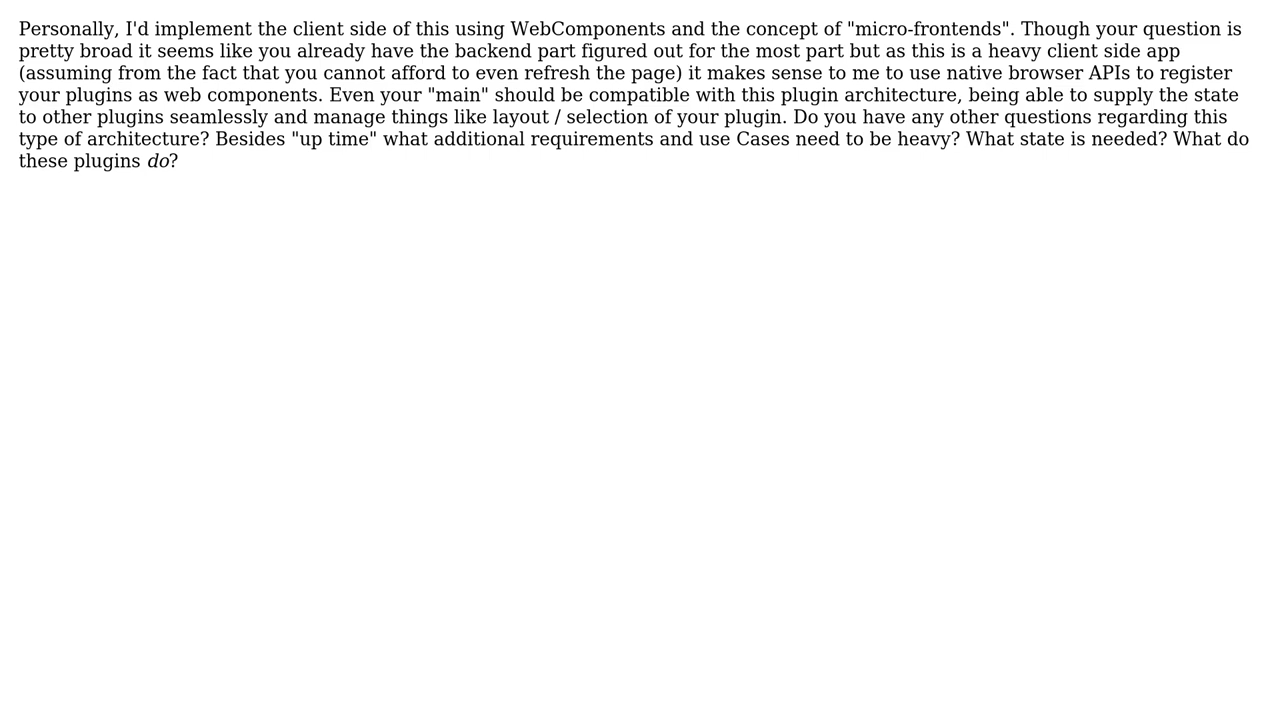 Personally, I'd implement the client side of this using WebComponents and the concept of "micro-frontends". Though your question is
pretty broad it seems like you already have the backend part figured out for the most part but as this is a heavy client side app
(assuming from the fact that you cannot afford to even refresh the page) it makes sense to me to use native browser APIs to register
your plugins as web components. Even your "main" should be compatible with this plugin architecture, being able to supply the state
to other plugins seamlessly and manage things like layout / selection of your plugin. Do you have any other questions regarding this
type of architecture? Besides "up time" what additional requirements and use Cases need to be heavy? What state is needed? What do
these plugins do?